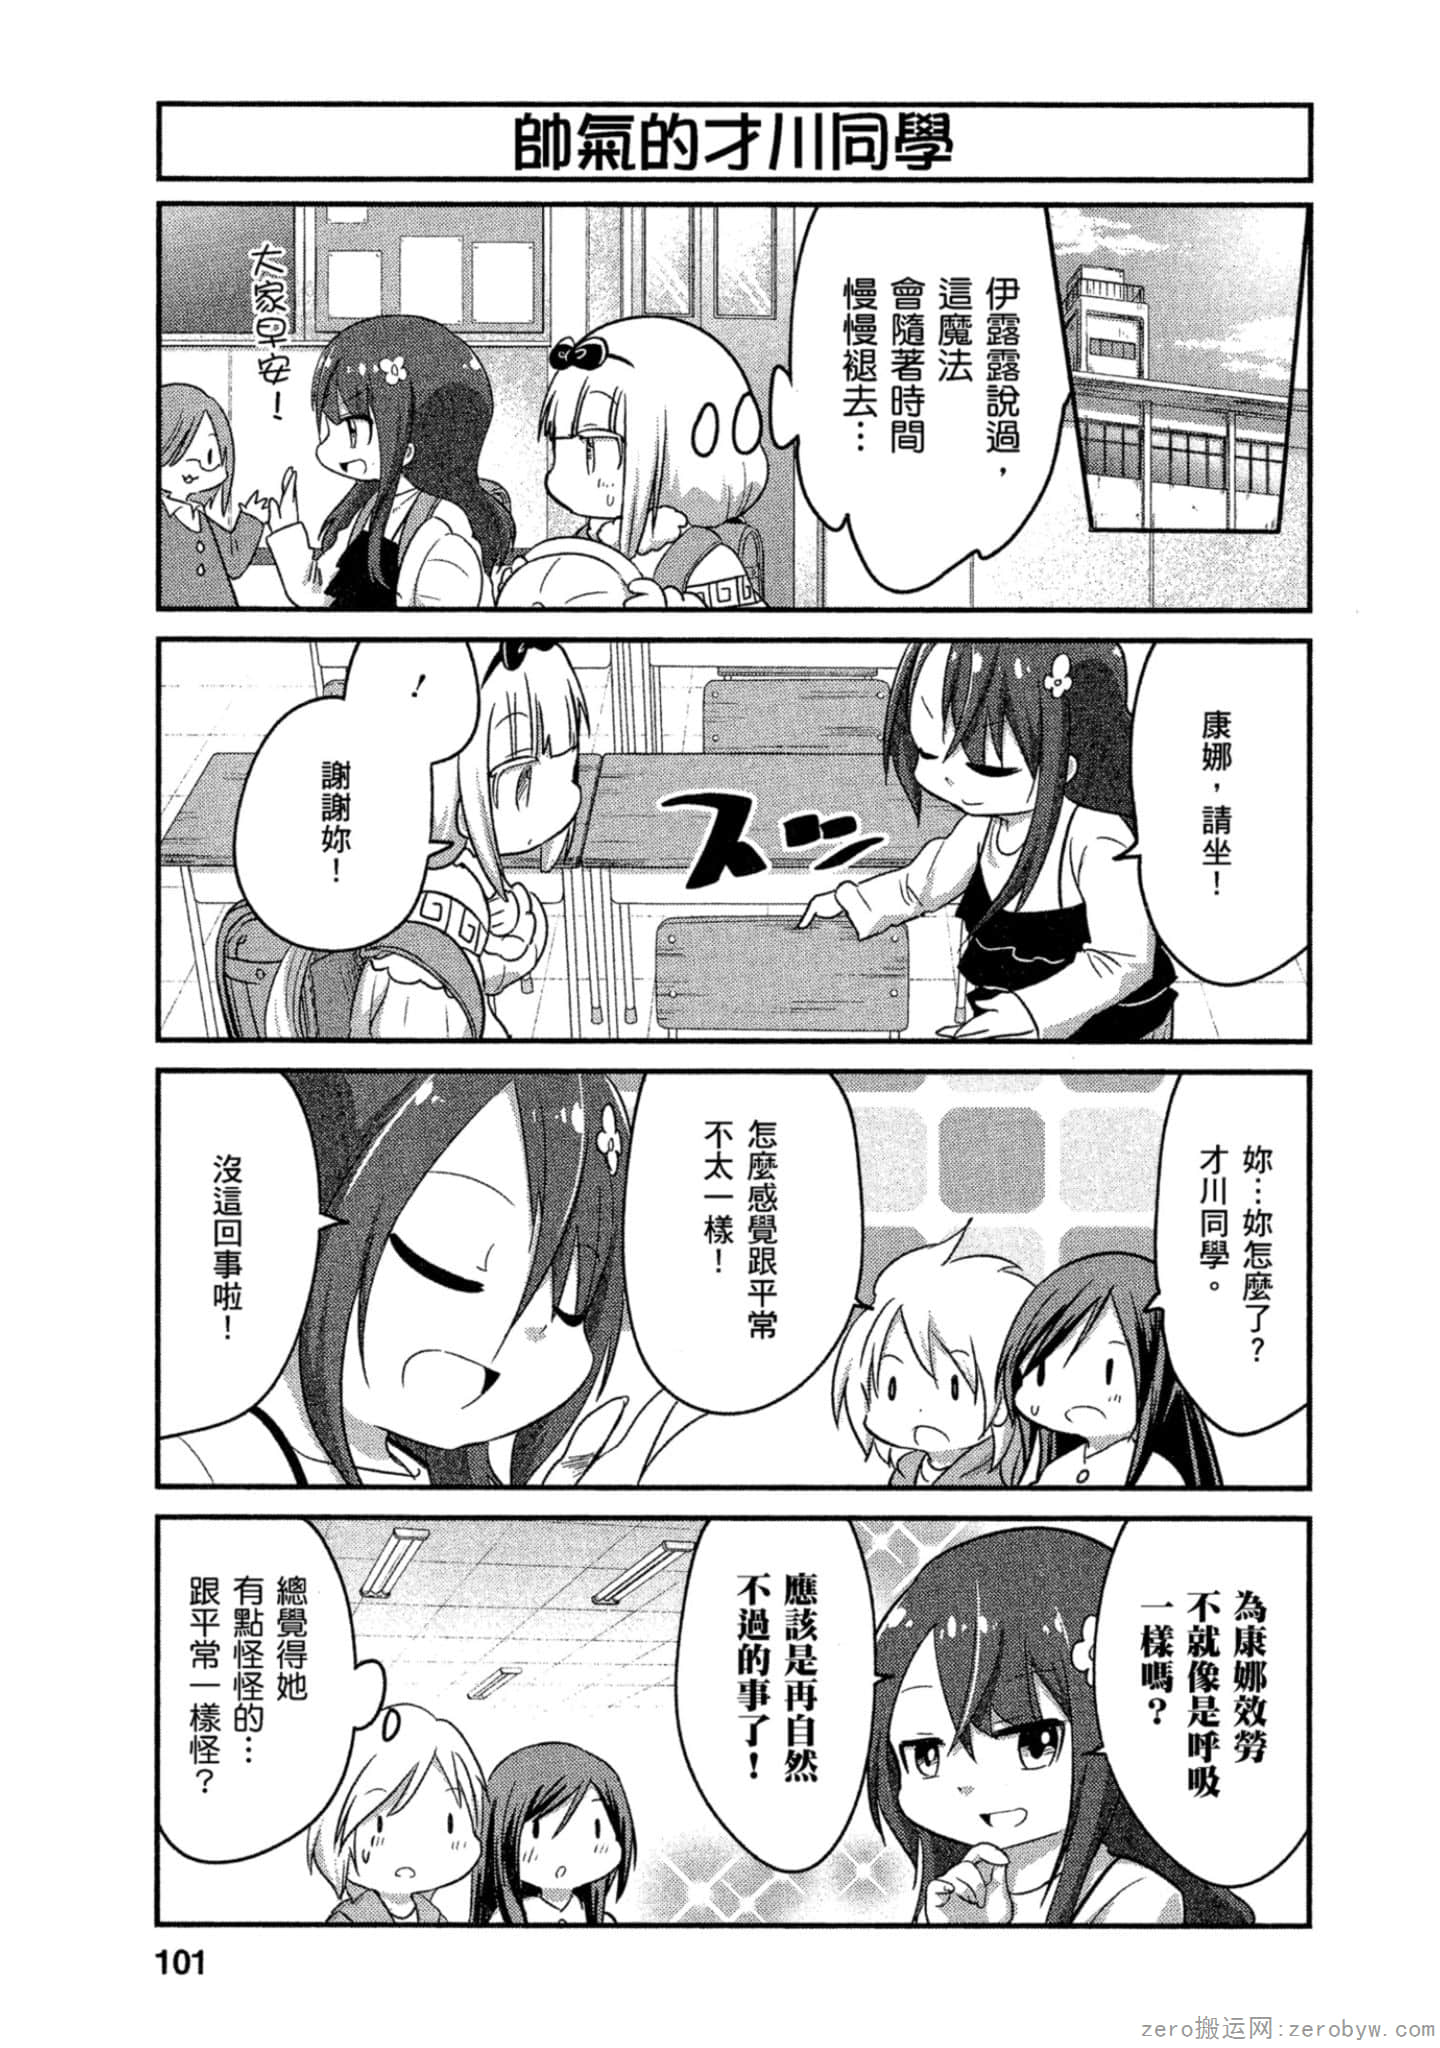 帥氣的才川同學
伊露露說過，
這魔法
會隨著時間
慢慢褪去…
大家早安！
康娜，請坐！
スッ
！
謝謝妳！
妳…妳怎麼了？
才川同學。
怎麼感覺跟平常
不太一樣！
沒這回事啦！
為康娜效勞
不就像是呼吸
一樣嗎？
應該是再自然
不過的事了！
總覺得她
有點怪怪的…
跟平常一樣怪？
101
zero搬运网:zerobyw.com